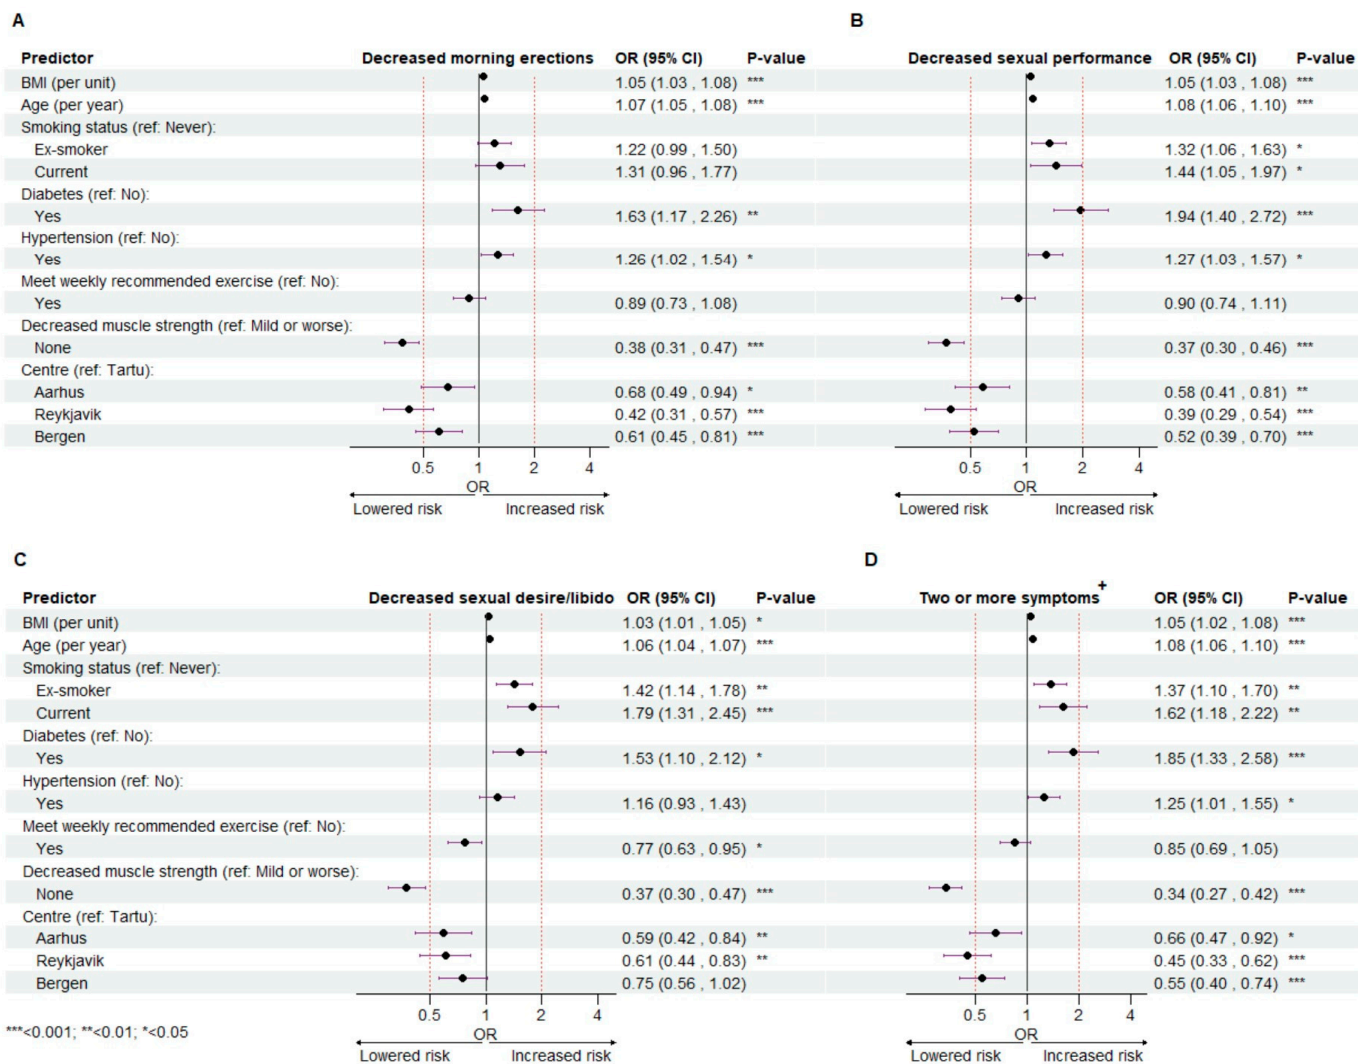 A
Predictor Decreased morning erections OR (95% CI) P-value
BMI (per unit) 1.05 (1.03 , 1.08) ***
Age (per year) 1.07 (1.05 , 1.08) ***
Smoking status (ref: Never):
Ex-smoker 1.22 (0.99 , 1.50)
Current 1.31 (0.96 , 1.77)
Diabetes (ref: No):
Yes 1.63 (1.17 , 2.26) **
Hypertension (ref: No):
Yes 1.26 (1.02 , 1.54) *
Meet weekly recommended exercise (ref: No):
Yes 0.89 (0.73 , 1.08)
Decreased muscle strength (ref: Mild or worse):
None 0.38 (0.31 , 0.47) ***
Centre (ref: Tartu):
Aarhus 0.68 (0.49 , 0.94) *
Reykjavik 0.42 (0.31 , 0.57) ***
Bergen 0.61 (0.45 , 0.81) ***
0.5 1 2 4
OR
Lowered risk Increased risk
B
Decreased sexual performance OR (95% CI) P-value
1.05 (1.03 , 1.08) ***
1.08 (1.06 , 1.10) ***
1.32 (1.06 , 1.63) *
1.44 (1.05 , 1.97) *
1.94 (1.40 , 2.72) ***
1.27 (1.03 , 1.57) *
0.90 (0.74 , 1.11)
0.37 (0.30 , 0.46) ***
0.58 (0.41 , 0.81) **
0.39 (0.29 , 0.54) ***
0.52 (0.39 , 0.70) ***
0.5 1 2 4
OR
Lowered risk Increased risk
C
Predictor Decreased sexual desire/libido OR (95% CI) P-value
BMI (per unit) 1.03 (1.01 , 1.05) *
Age (per year) 1.06 (1.04 , 1.07) ***
Smoking status (ref: Never):
Ex-smoker 1.42 (1.14 , 1.78) **
Current 1.79 (1.31 , 2.45) ***
Diabetes (ref: No):
Yes 1.53 (1.10 , 2.12) *
Hypertension (ref: No):
Yes 1.16 (0.93 , 1.43)
Meet weekly recommended exercise (ref: No):
Yes 0.77 (0.63 , 0.95) *
Decreased muscle strength (ref: Mild or worse):
None 0.37 (0.30 , 0.47) ***
Centre (ref: Tartu):
Aarhus 0.59 (0.42 , 0.84) **
Reykjavik 0.61 (0.44 , 0.83) **
Bergen 0.75 (0.56 , 1.02)
0.5 1 2 4
OR
Lowered risk Increased risk
D
Two or more symptoms+ OR (95% CI) P-value
1.05 (1.02 , 1.08) ***
1.08 (1.06 , 1.10) ***
1.37 (1.10 , 1.70) **
1.62 (1.18 , 2.22) **
1.85 (1.33 , 2.58) ***
1.25 (1.01 , 1.55) *
0.85 (0.69 , 1.05)
0.34 (0.27 , 0.42) ***
0.66 (0.47 , 0.92) *
0.45 (0.33 , 0.62) ***
0.55 (0.40 , 0.74) ***
0.5 1 2 4
OR
Lowered risk Increased risk
***<0.001; **<0.01; *<0.05